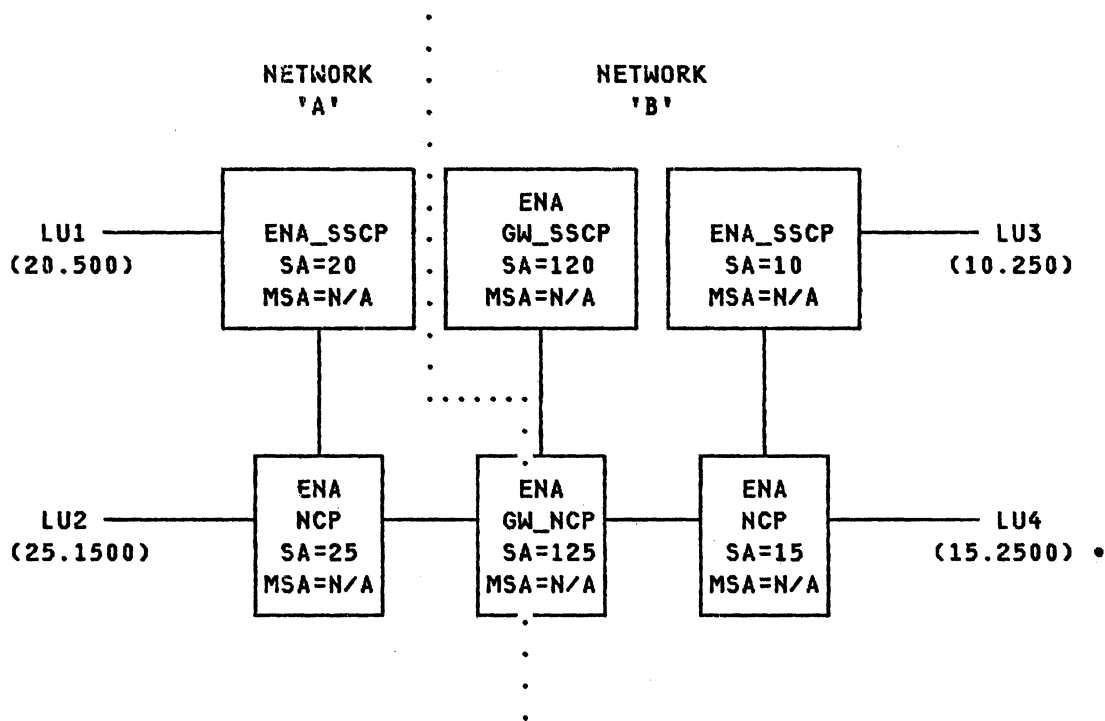 NETWORK
'A'
NETWORK
'B'
LU1
(20.500)
ENA_SSCP
SA=20
MSA=N/A
ENA
GW_SSCP
SA=120
MSA=N/A
ENA_SSCP
SA=10
MSA=N/A
LU3
(10.250)
LU2
(25.1500)
ENA
NCP
SA=25
MSA=N/A
ENA
GW_NCP
SA=125
MSA=N/A
ENA
NCP
SA=15
MSA=N/A
LU4
(15.2500)